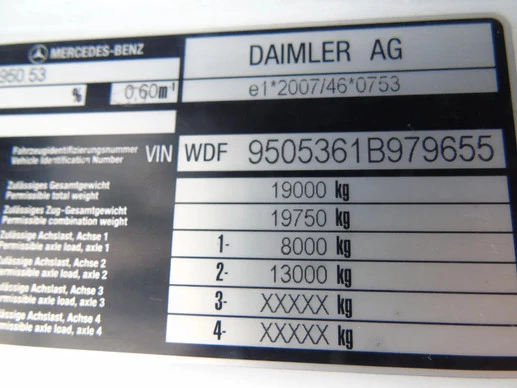 MERCEDES-BENZ
DAIMLER AG
950.53
% 0.60m-1
e1*2007/46*0753
Fahrzeugidentifizierungsnummer
Vehicle Identification Number
VIN WDF 9505361B979655
Zulässiges Gesamtgewicht
Permissible total weight
19000 kg
Zulässiges Zug-Gesamtgewicht
Permissible combination weight
19750 kg
Zulässige Achslast, Achse 1
Permissible axle load, axle 1
1- 8000 kg
Zulässige Achslast, Achse 2
Permissible axle load, axle 2
2- 13000 kg
Zulässige Achslast, Achse 3
Permissible axle load, axle 3
3- XXXXX kg
Achslast, Achse 4
axle load, axle 4
4- XXXXX kg